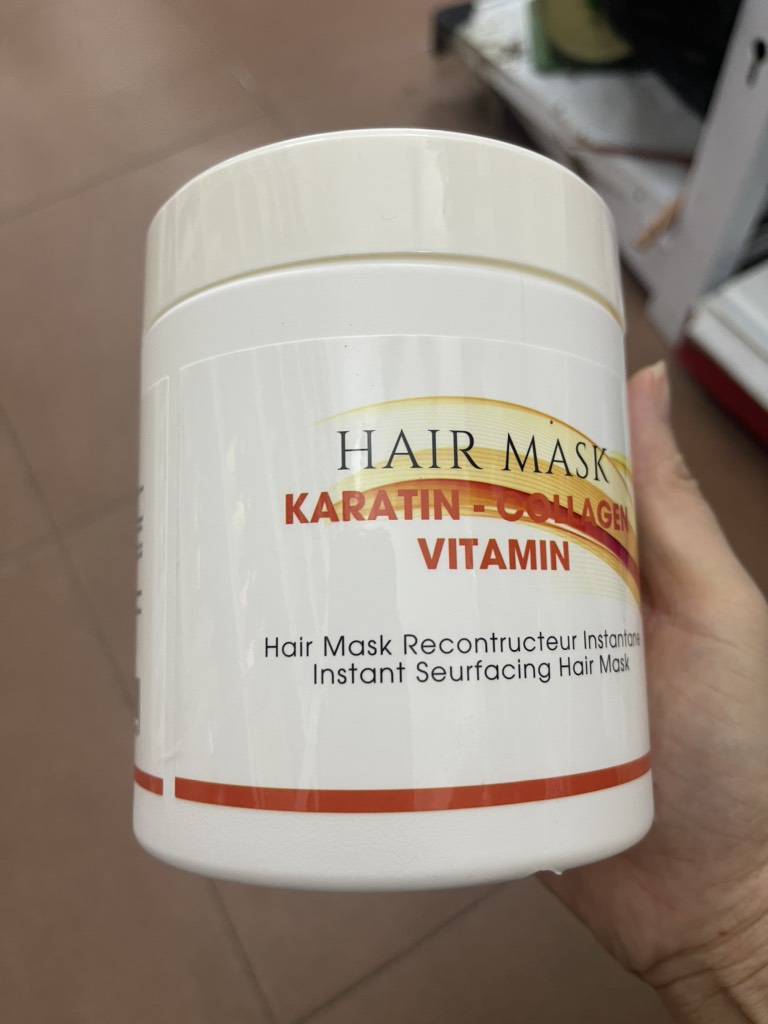 HAIR MASK
KARATIN - COLLAGEN
VITAMIN
Hair Mask Recontructeur Instantane
Instant Seurfacing Hair Mask